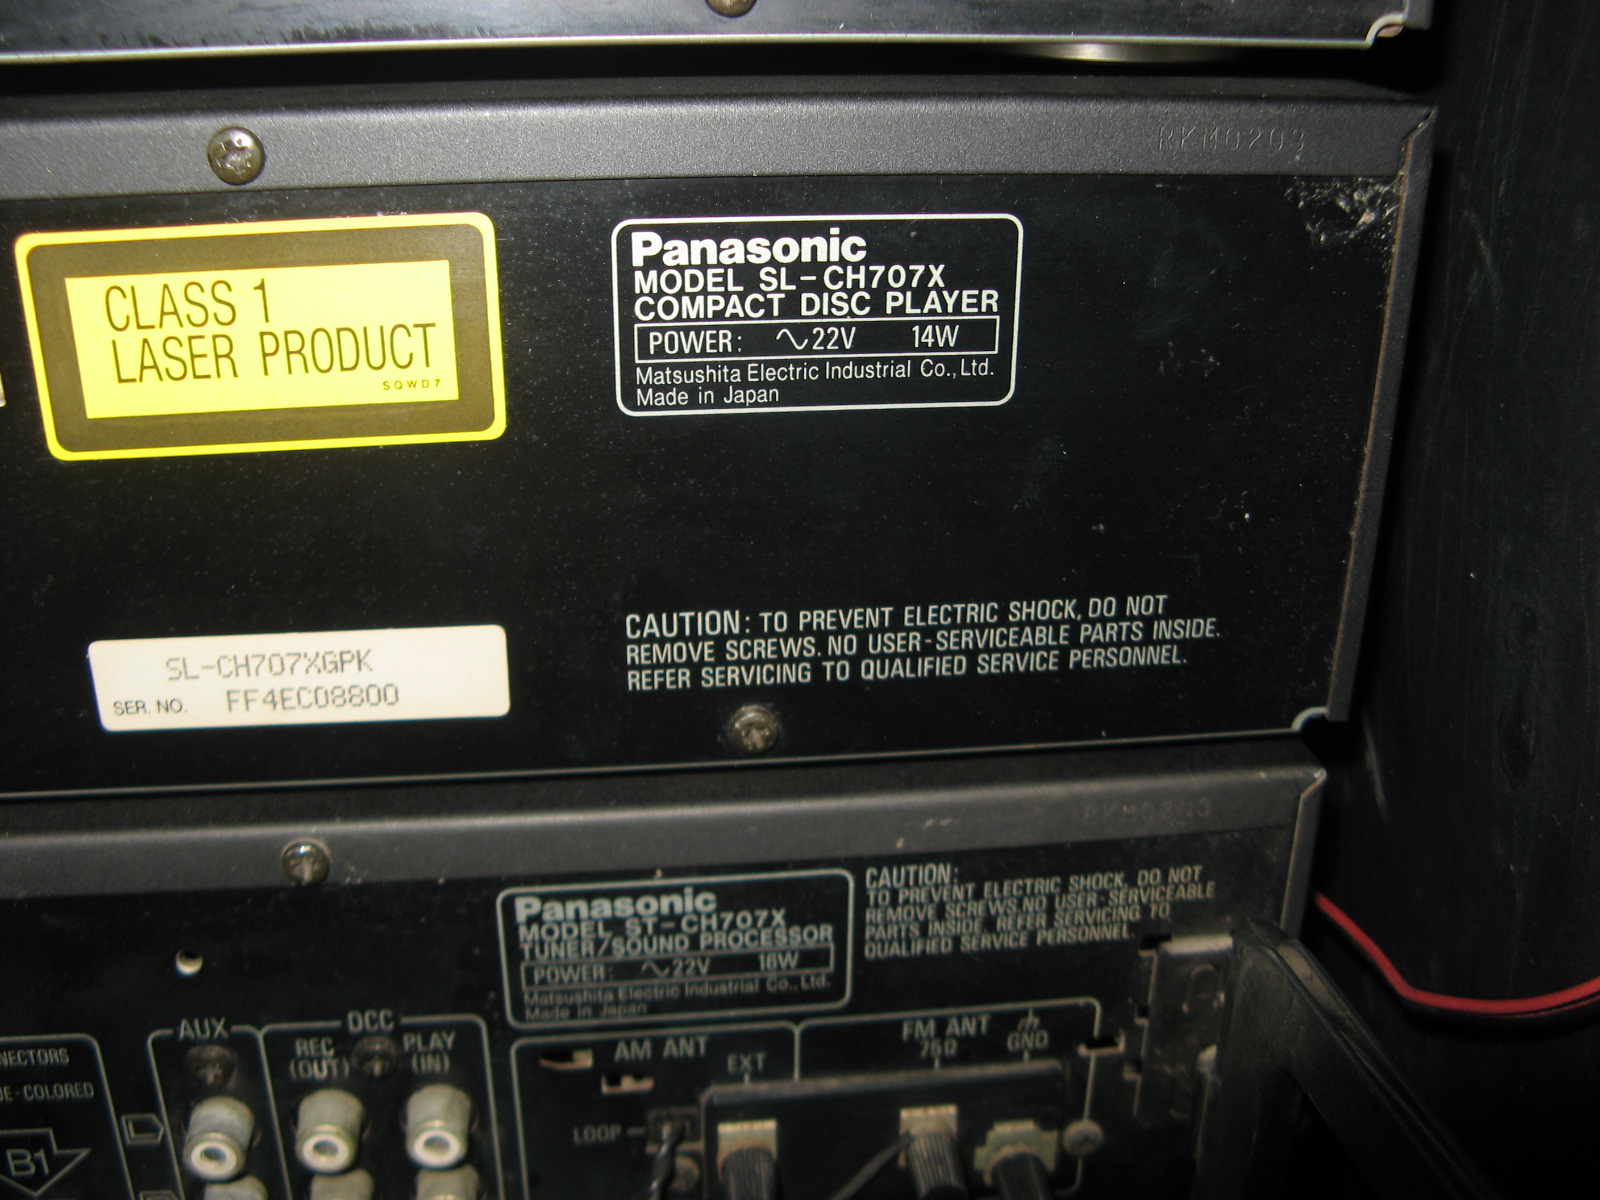 RKM0203
CLASS 1
LASER PRODUCT
SQWD7
Panasonic
MODEL SL-CH707X
COMPACT DISC PLAYER
POWER: ∿22V 14W
Matsushita Electric Industrial Co., Ltd.
Made in Japan
SL-CH707XGPK
SER. NO. FF4EC08800
CAUTION: TO PREVENT ELECTRIC SHOCK, DO NOT
REMOVE SCREWS. NO USER-SERVICEABLE PARTS INSIDE.
REFER SERVICING TO QUALIFIED SERVICE PERSONNEL.
RKM0203
Panasonic
MODEL ST-CH707X
TUNER/SOUND PROCESSOR
POWER: ∿22V 16W
Matsushita Electric Industrial Co., Ltd.
Made in Japan
CAUTION:
TO PREVENT ELECTRIC SHOCK, DO NOT
REMOVE SCREWS. NO USER-SERVICEABLE
PARTS INSIDE. REFER SERVICING TO
QUALIFIED SERVICE PERSONNEL.
NECTORS
E-COLORED
B1
AUX
DCC
REC
(OUT)
PLAY
(IN)
AM ANT
EXT
LOOP
FM ANT
75Ω
GND